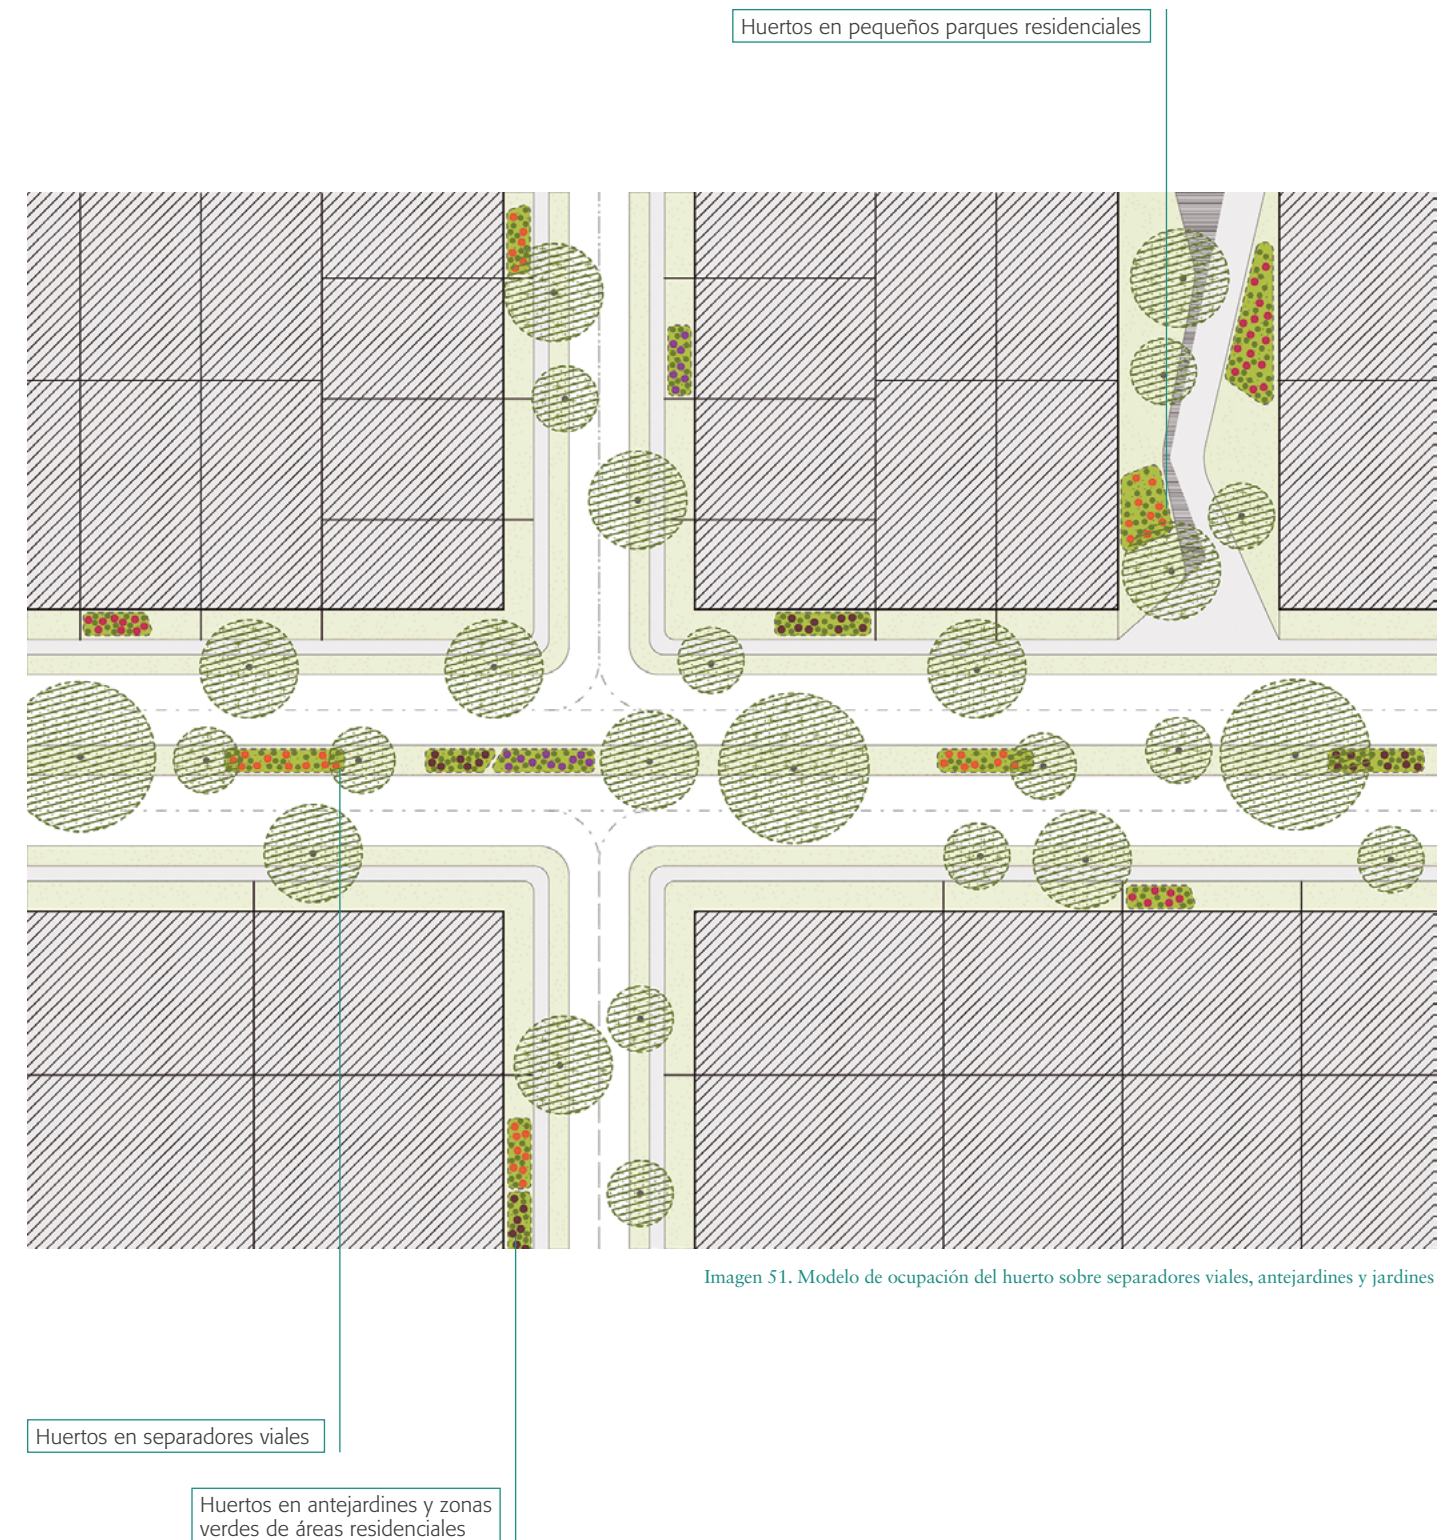 Huertos en pequeños parques residenciales
Imagen 51. Modelo de ocupación del huerto sobre separadores viales, antejardines y jardines
Huertos en separadores viales
Huertos en antejardines y zonas
verdes de áreas residenciales